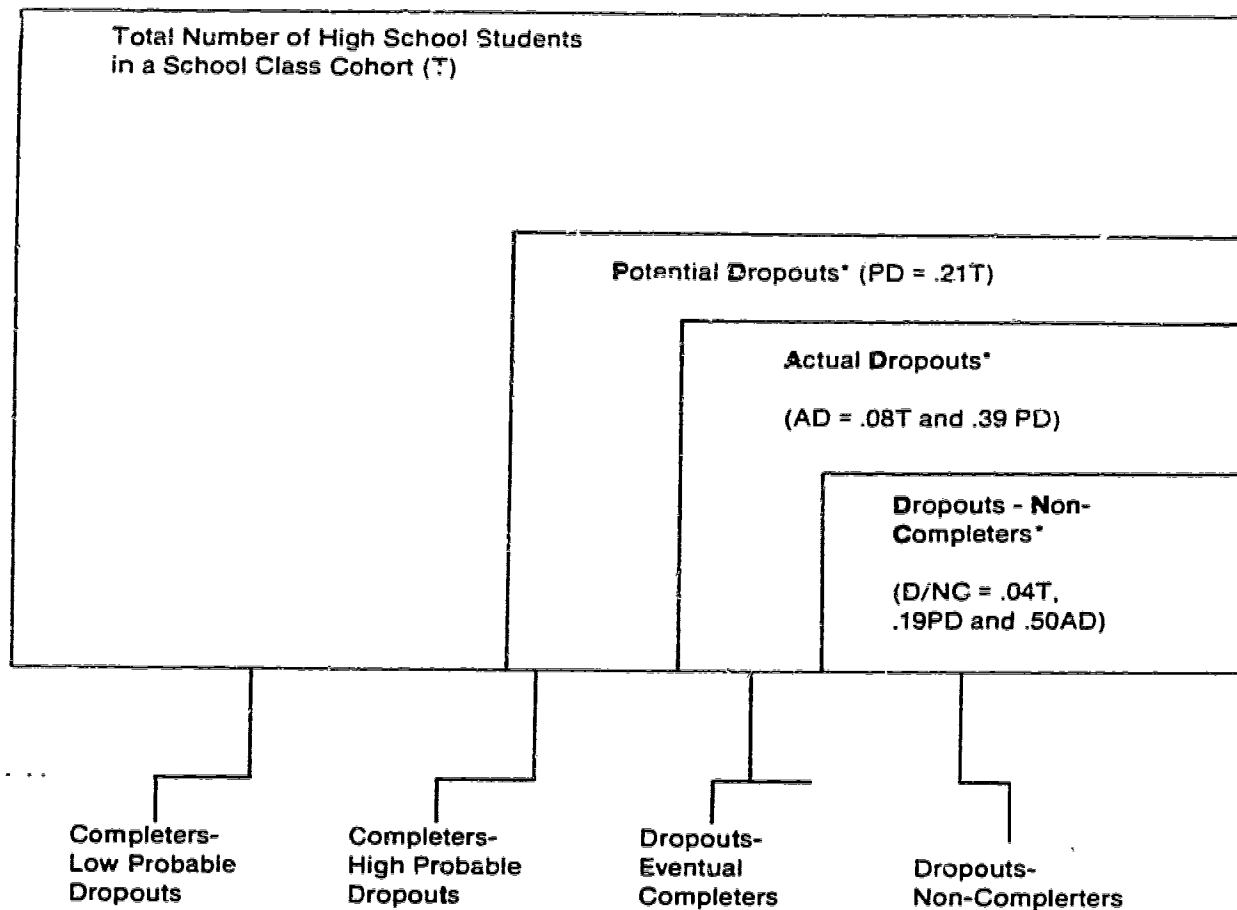 Total Number of High School Students
in a School Class Cohort (T)
Potential Dropouts* (PD = .21T)
Actual Dropouts*
(AD = .08T and .39 PD)
Dropouts - Non-
Completers*
(D/NC = .04T,
.19PD and .50AD)
Completers-
Low Probable
Dropouts
Completers-
High Probable
Dropouts
Dropouts-
Eventual
Completers
Dropouts-
Non-Complerters